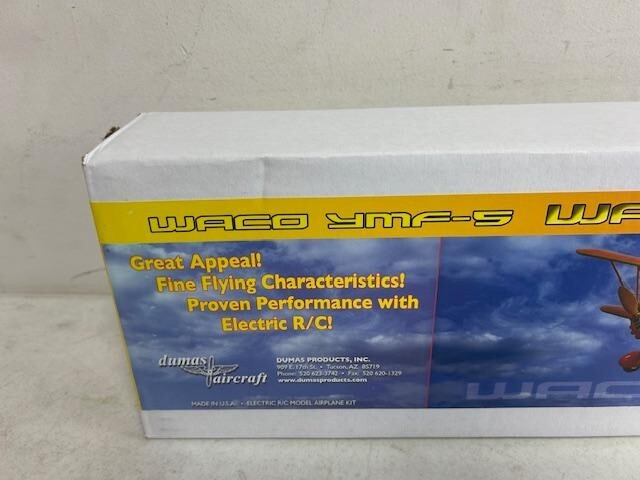 WACO YMF-5 WA
Great Appeal!
Fine Flying Characteristics!
Proven Performance with
Electric R/C!
dumas
aircraft
DUMAS PRODUCTS, INC.
909 E. 17th St. • Tucson, AZ 85719
Phone: 520 623-3742 • Fax: 520 620-1329
www.dumasproducts.com
MADE IN U.S.A. • ELECTRIC R/C MODEL AIRPLANE KIT
WAC